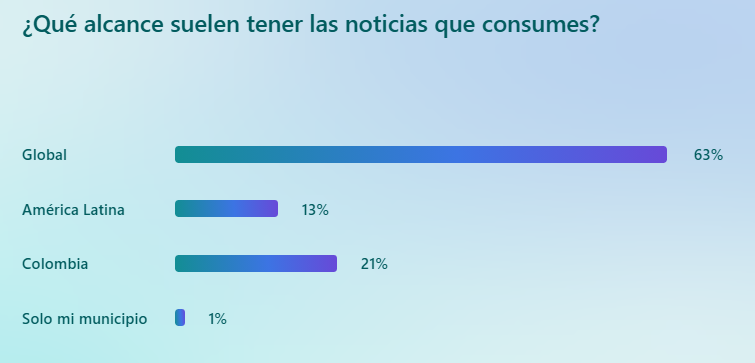 ¿Qué alcance suelen tener las noticias que consumes?
Global 63%
América Latina 13%
Colombia 21%
Solo mi municipio 1%